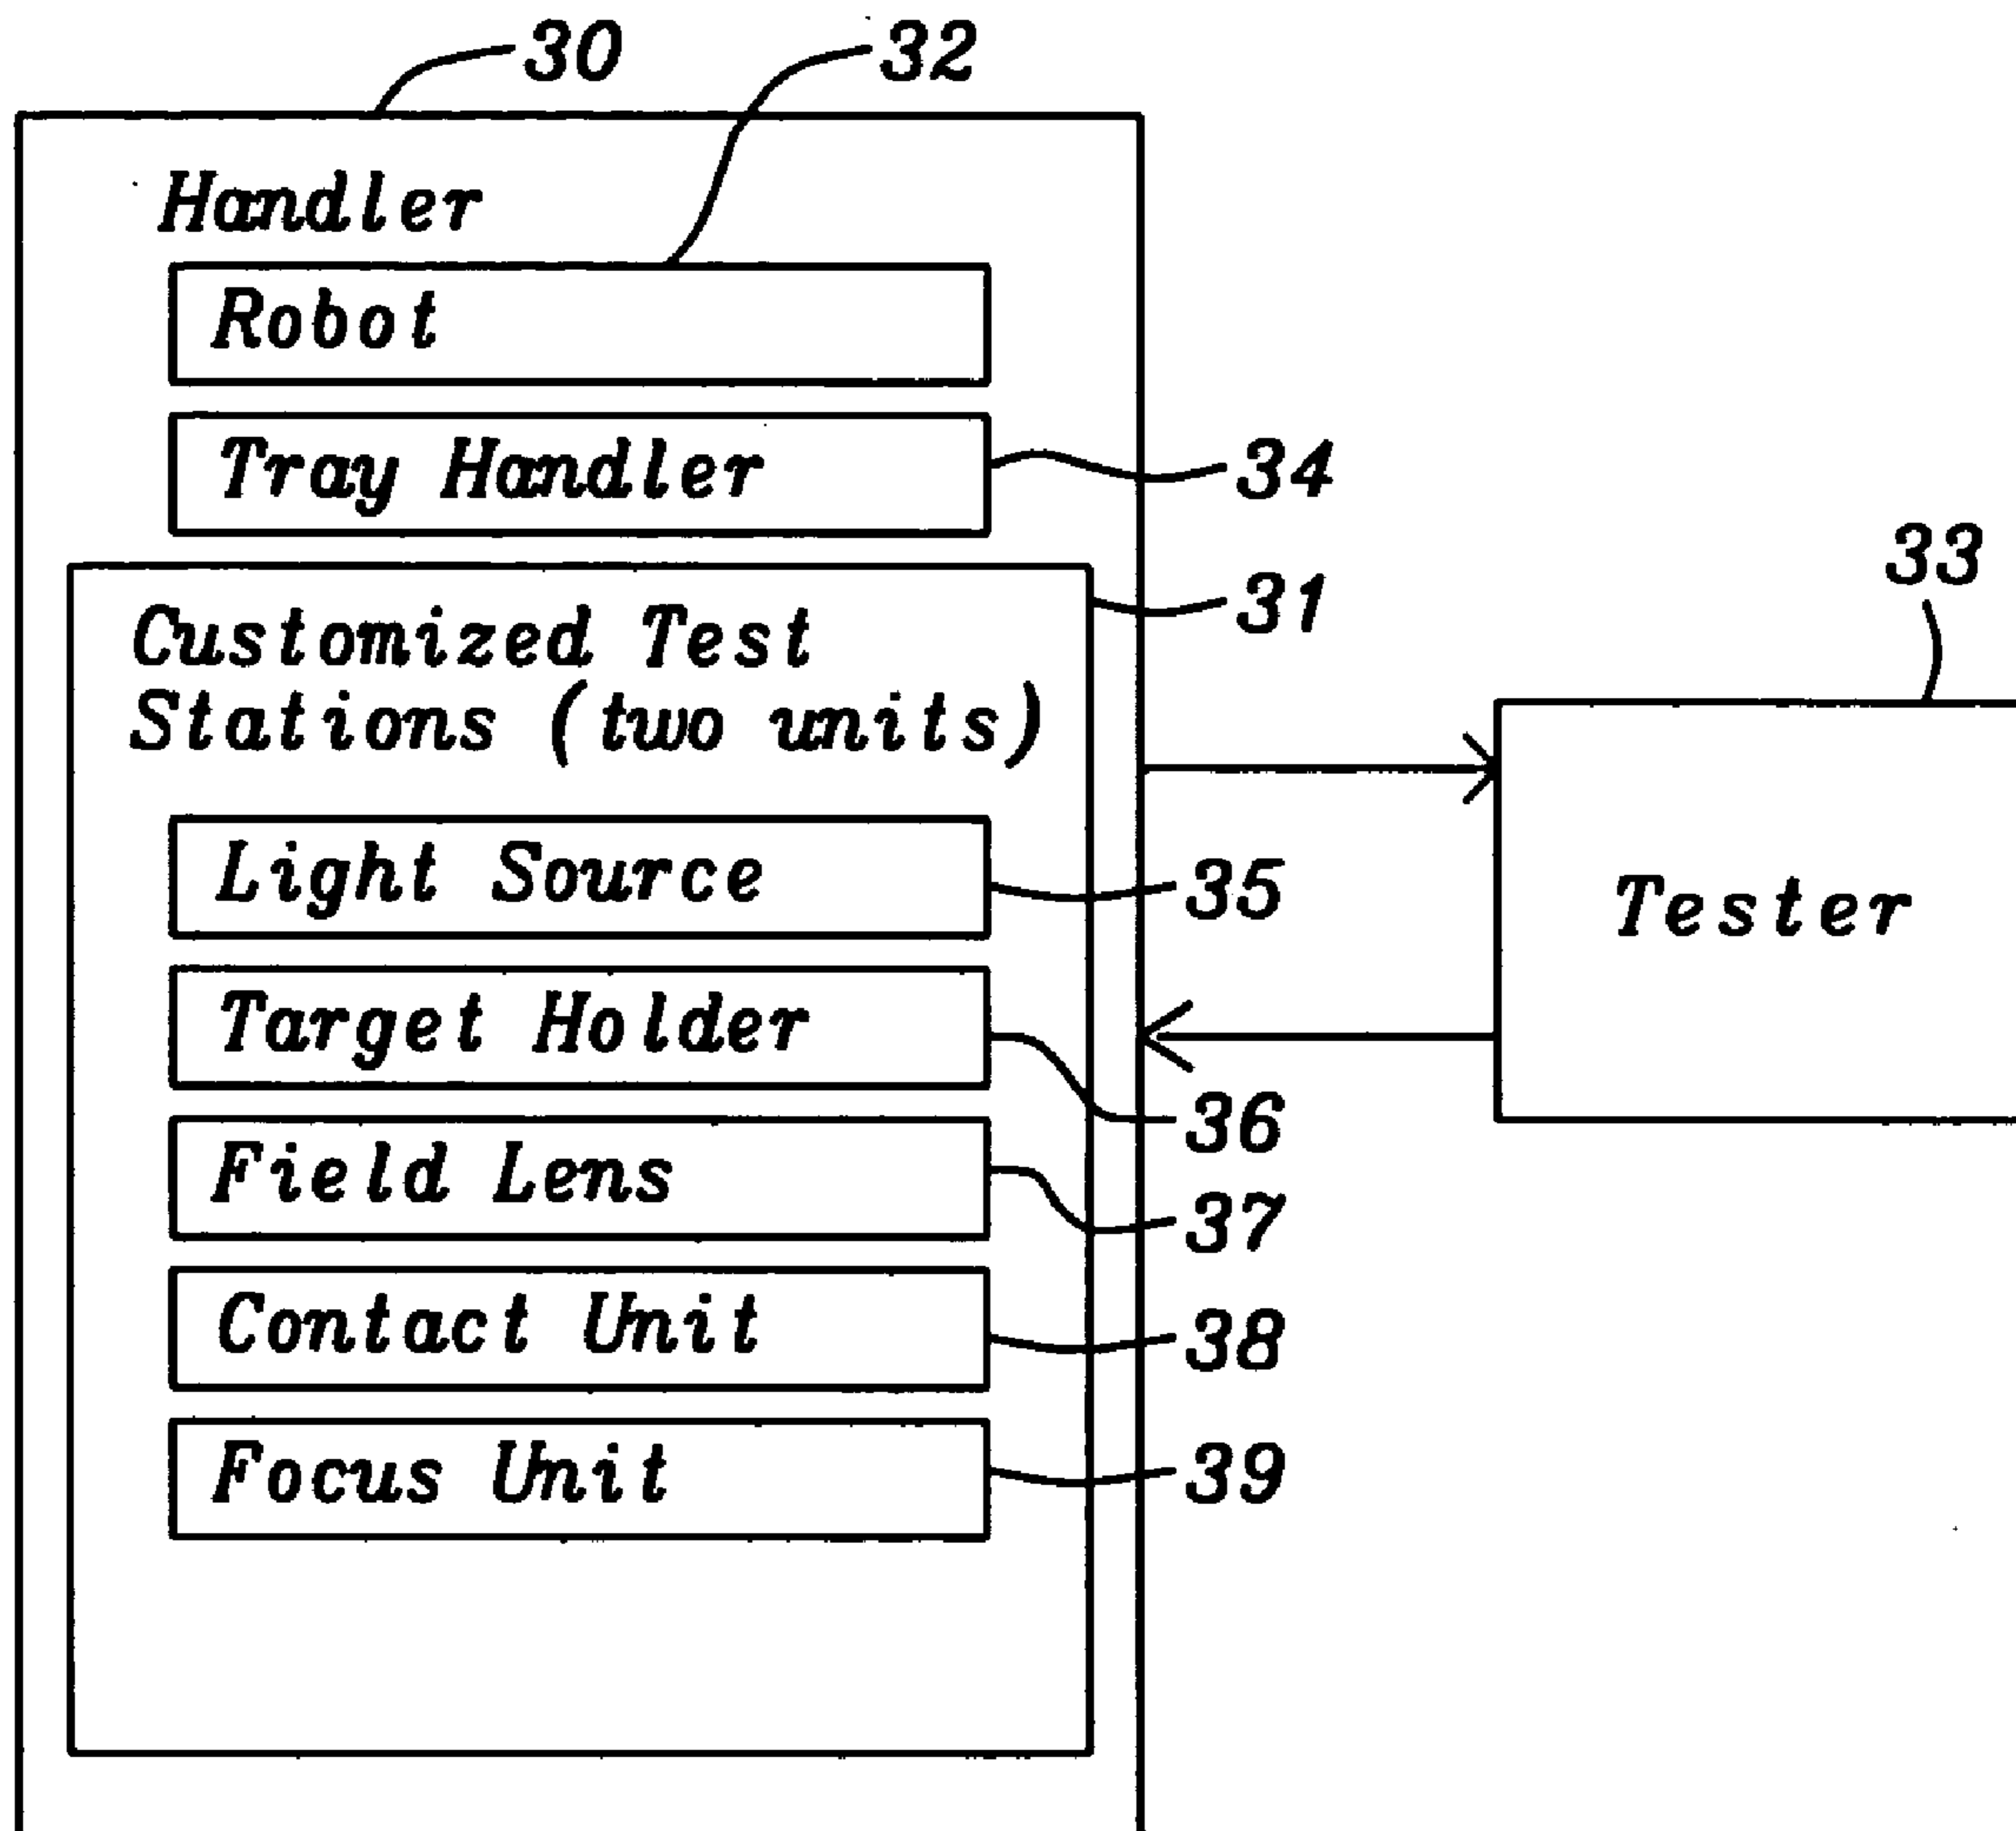 30
32
Handler
Robot
Tray Handler
34
31
33
Customized Test
Stations (two units)
Light Source
35
Tester
Target Holder
36
Field Lens
37
Contact Unit
38
Focus Unit
39